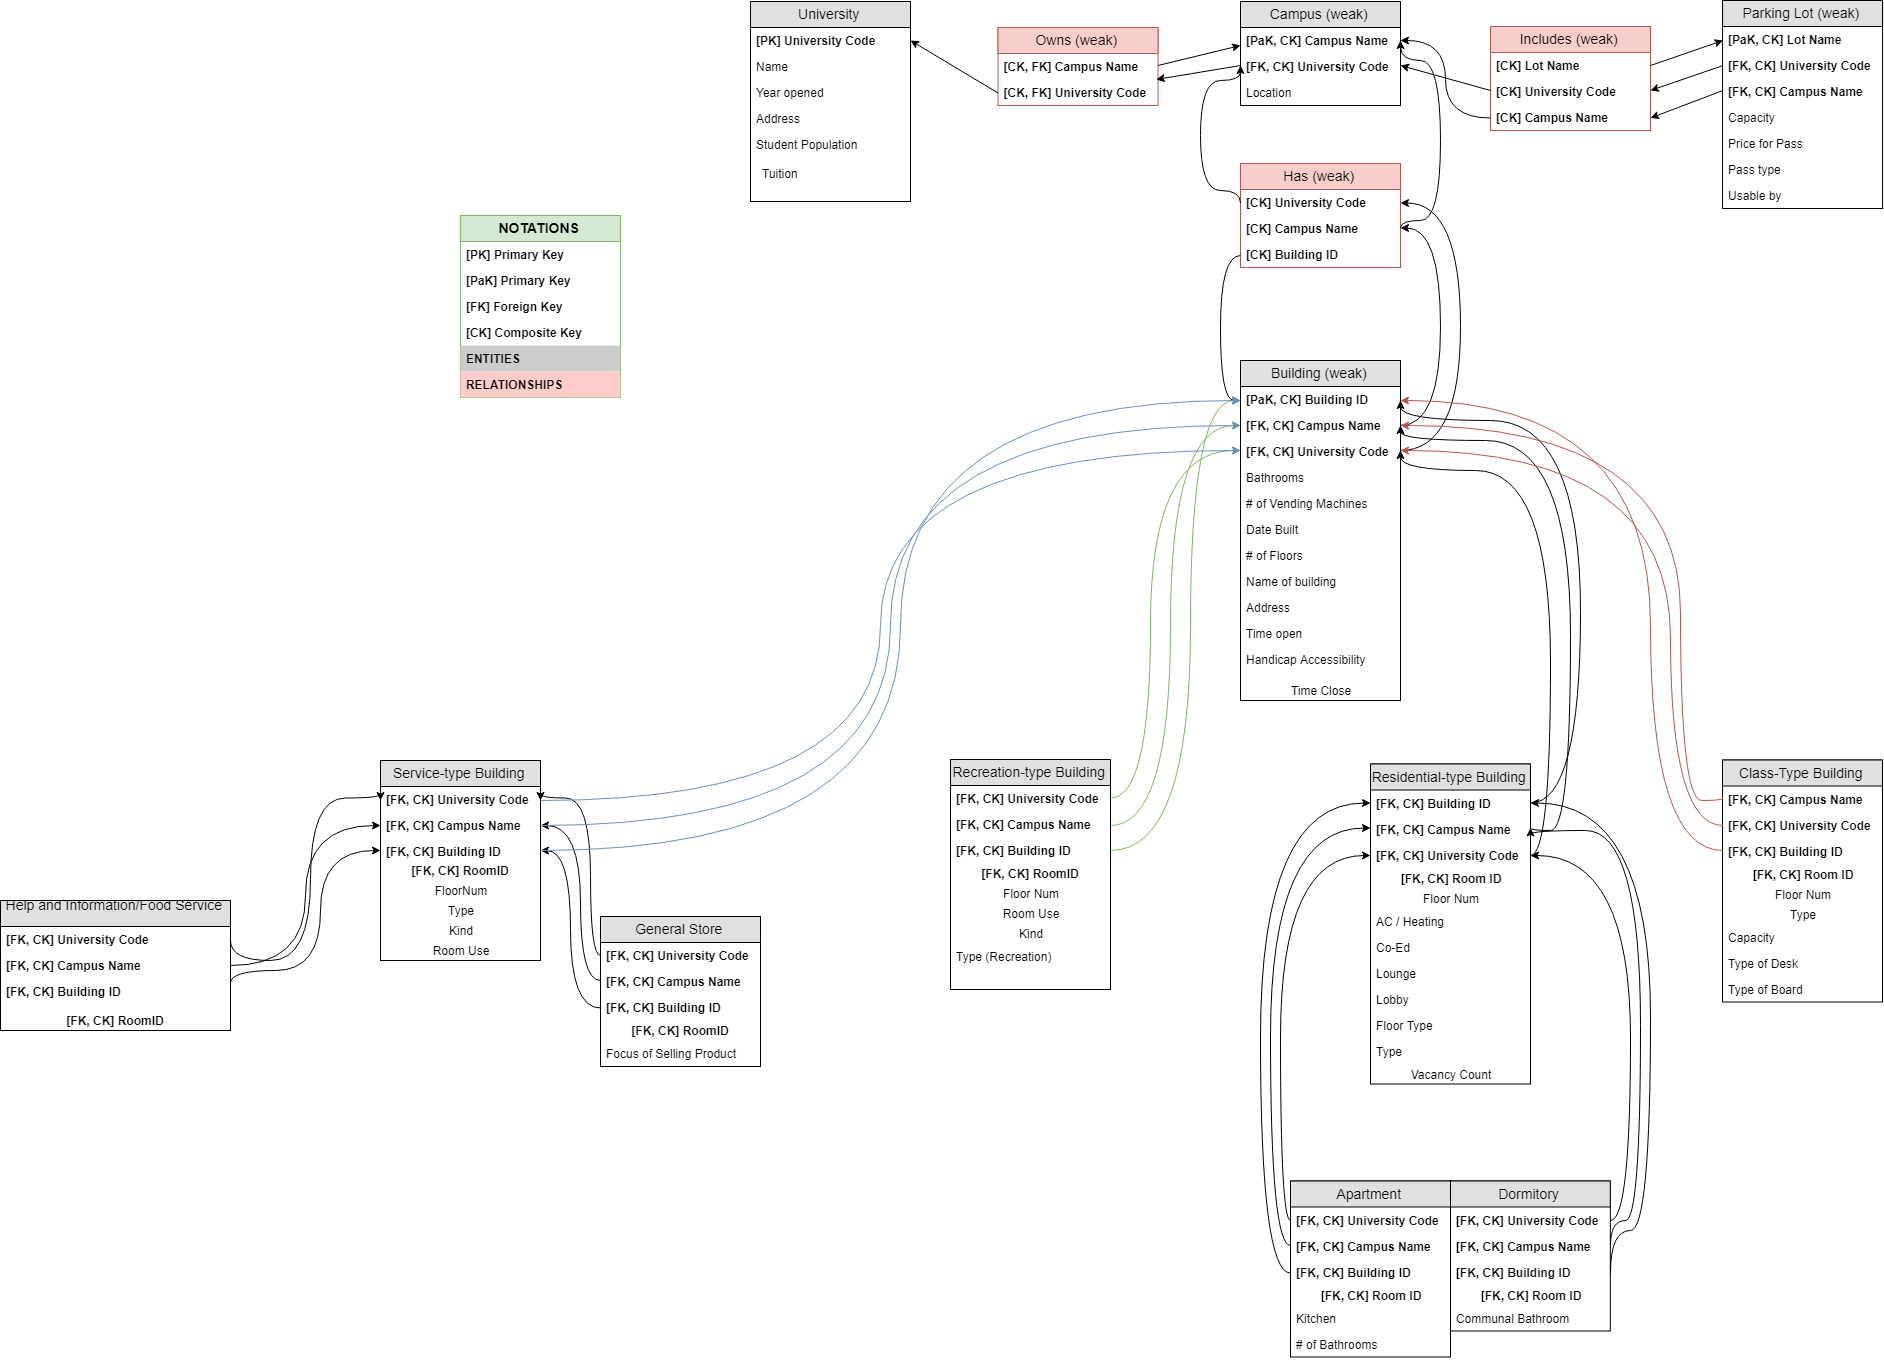 University
[PK] University Code
Name
Year opened
Address
Student Population
Tuition
Owns (weak)
[CK, FK] Campus Name
[CK, FK] University Code
Campus (weak)
[PaK, CK] Campus Name
[FK, CK] University Code
Location
Includes (weak)
[CK] Lot Name
[CK] University Code
[CK] Campus Name
Parking Lot (weak)
[PaK, CK] Lot Name
[FK, CK] University Code
[FK, CK] Campus Name
Capacity
Price for Pass
Pass type
Usable by
Has (weak)
[CK] University Code
[CK] Campus Name
[CK] Building ID
NOTATIONS
[PK] Primary Key
[PaK] Primary Key
[FK] Foreign Key
[CK] Composite Key
ENTITIES
RELATIONSHIPS
Building (weak)
[PaK, CK] Building ID
[FK, CK] Campus Name
[FK, CK] University Code
Bathrooms
# of Vending Machines
Date Built
# of Floors
Name of building
Address
Time open
Handicap Accessibility
Time Close
Service-type Building
[FK, CK] University Code
[FK, CK] Campus Name
[FK, CK] Building ID
[FK, CK] RoomID
FloorNum
Type
Kind
Room Use
Recreation-type Building
[FK, CK] University Code
[FK, CK] Campus Name
[FK, CK] Building ID
[FK, CK] RoomID
Floor Num
Room Use
Kind
Type (Recreation)
Residential-type Building
[FK, CK] Building ID
[FK, CK] Campus Name
[FK, CK] University Code
[FK, CK] Room ID
Floor Num
AC / Heating
Co-Ed
Lounge
Lobby
Floor Type
Type
Vacancy Count
Class-Type Building
[FK, CK] Campus Name
[FK, CK] University Code
[FK, CK] Building ID
[FK, CK] Room ID
Floor Num
Type
Capacity
Type of Desk
Type of Board
Help and Information/Food Service
[FK, CK] University Code
[FK, CK] Campus Name
[FK, CK] Building ID
[FK, CK] RoomID
General Store
[FK, CK] University Code
[FK, CK] Campus Name
[FK, CK] Building ID
[FK, CK] RoomID
Focus of Selling Product
Apartment
[FK, CK] University Code
[FK, CK] Campus Name
[FK, CK] Building ID
[FK, CK] Room ID
Kitchen
# of Bathrooms
Dormitory
[FK, CK] University Code
[FK, CK] Campus Name
[FK, CK] Building ID
[FK, CK] Room ID
Communal Bathroom